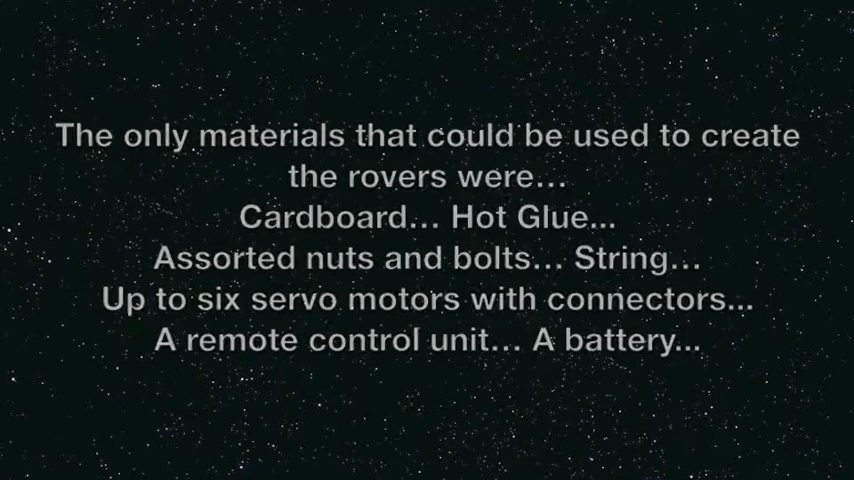 The only materials that could be used to create
the rovers were...
Cardboard... Hot Glue...
Assorted nuts and bolts... String...
Up to six servo motors with connectors...
A remote control unit... A battery...